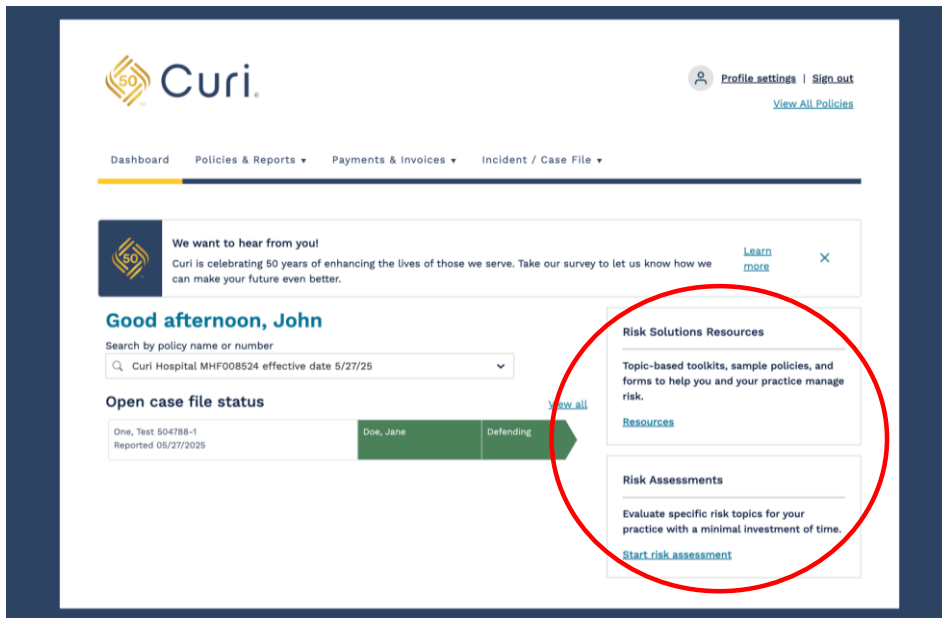 50
Curi.
Profile settings | Sign out
View All Policies
Dashboard Policies & Reports ▾ Payments & Invoices ▾ Incident / Case File ▾
50
We want to hear from you!
Curi is celebrating 50 years of enhancing the lives of those we serve. Take our survey to let us know how we
can make your future even better.
Learn
more
Good afternoon, John
Search by policy name or number
Curi Hospital MHF008524 effective date 5/27/25
Open case file status
View all
One, Test 504788-1
Reported 05/27/2025
Doe, Jane
Defending
Risk Solutions Resources
Topic-based toolkits, sample policies, and
forms to help you and your practice manage
risk.
Resources
Risk Assessments
Evaluate specific risk topics for your
practice with a minimal investment of time.
Start risk assessment